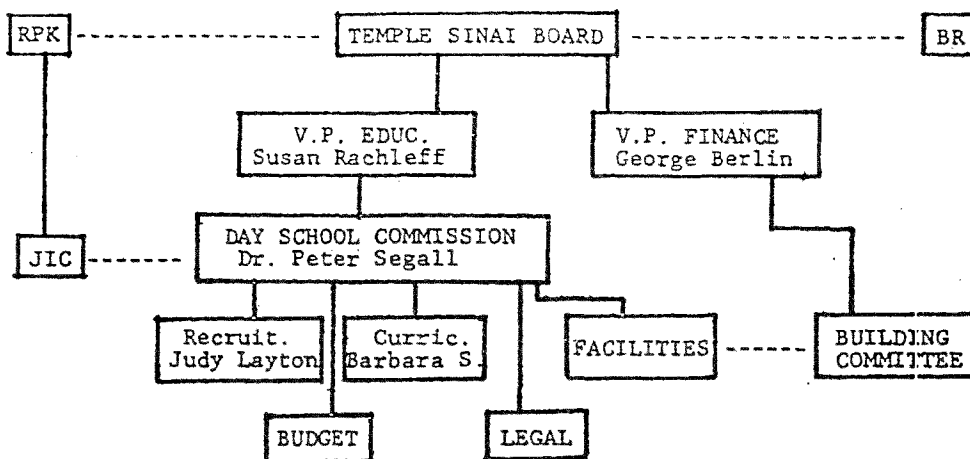 RPK
TEMPLE SINAI BOARD
BR
V.P. EDUC.
Susan Rachleff
V.P. FINANCE
George Berlin
JIC
DAY SCHOOL COMMISSION
Dr. Peter Segall
Recruit.
Judy Layton
Curric.
Barbara S.
FACILITIES
BUILDING
COMMITTEE
BUDGET
LEGAL